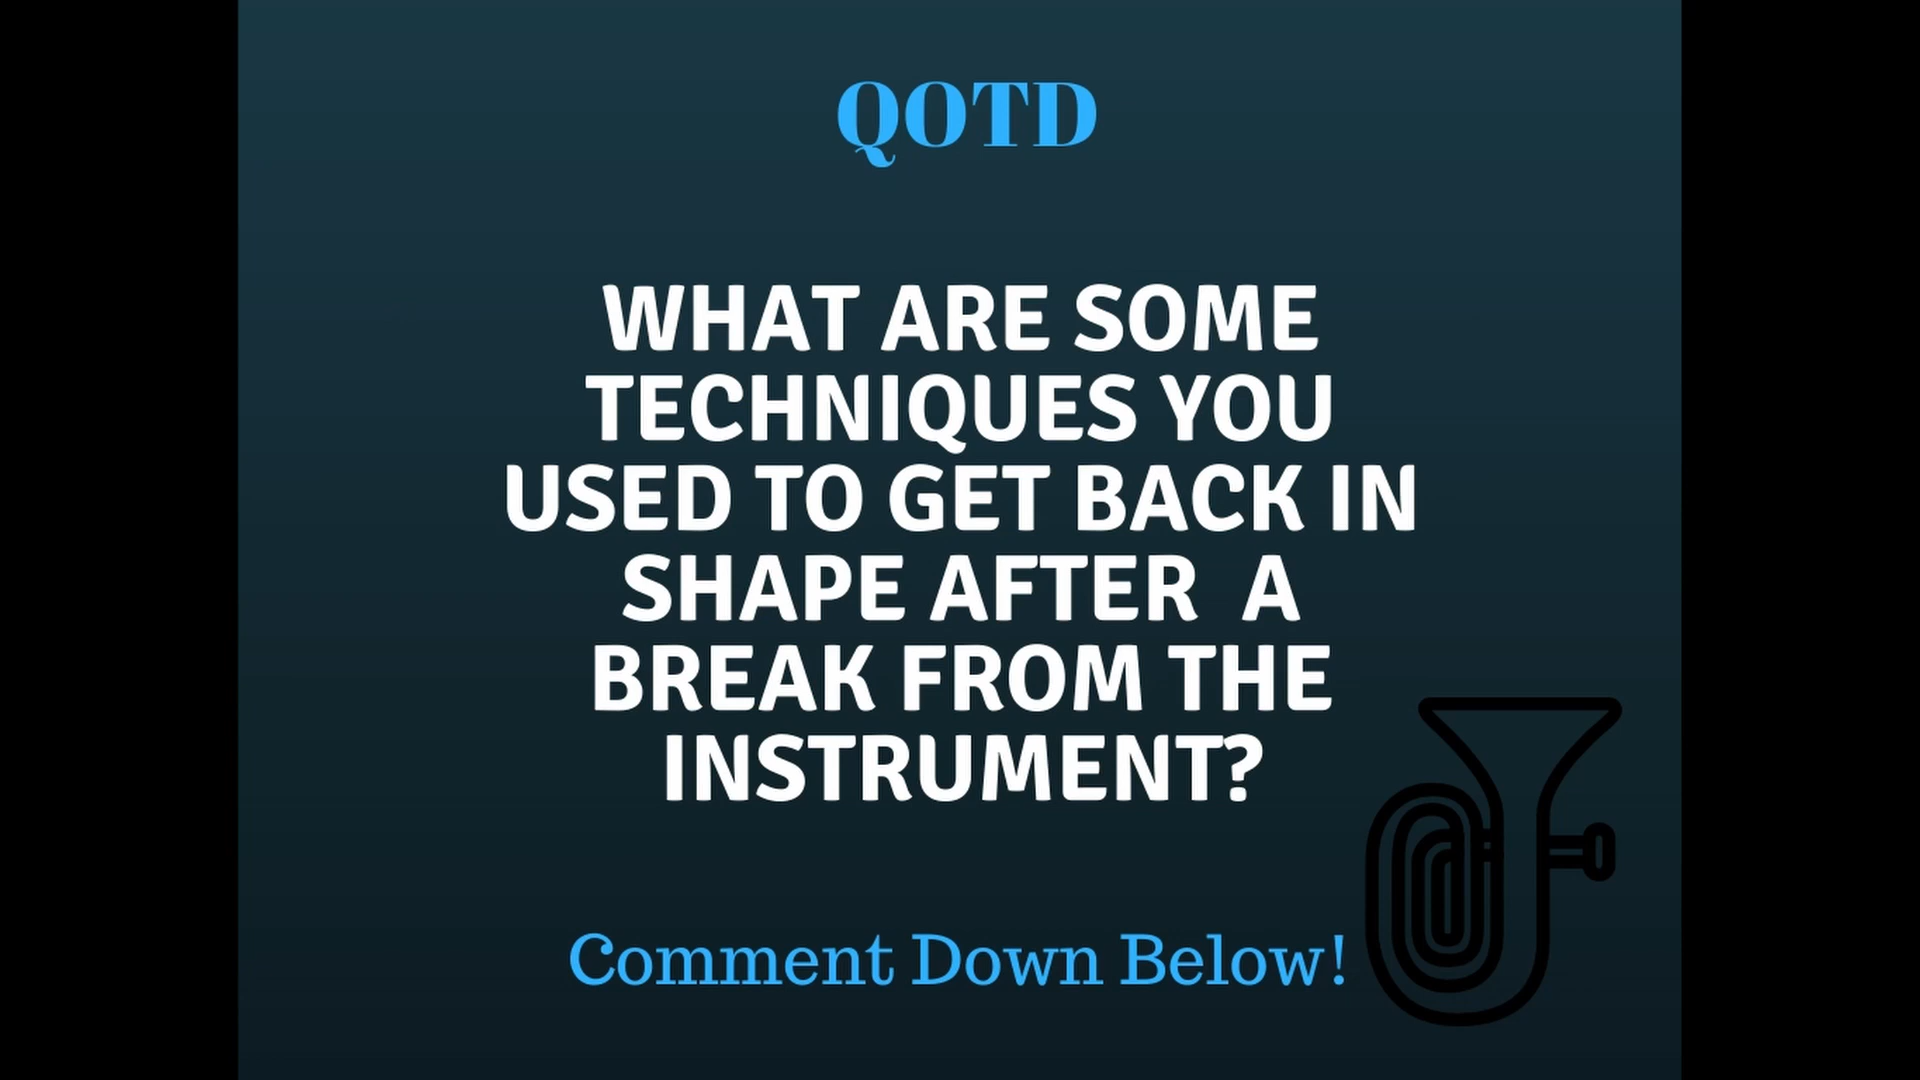 QOTD
WHAT ARE SOME
TECHNIQUES YOU
USED TO GET BACK IN
SHAPE AFTER  A
BREAK FROM THE
INSTRUMENT?
Comment Down Below!